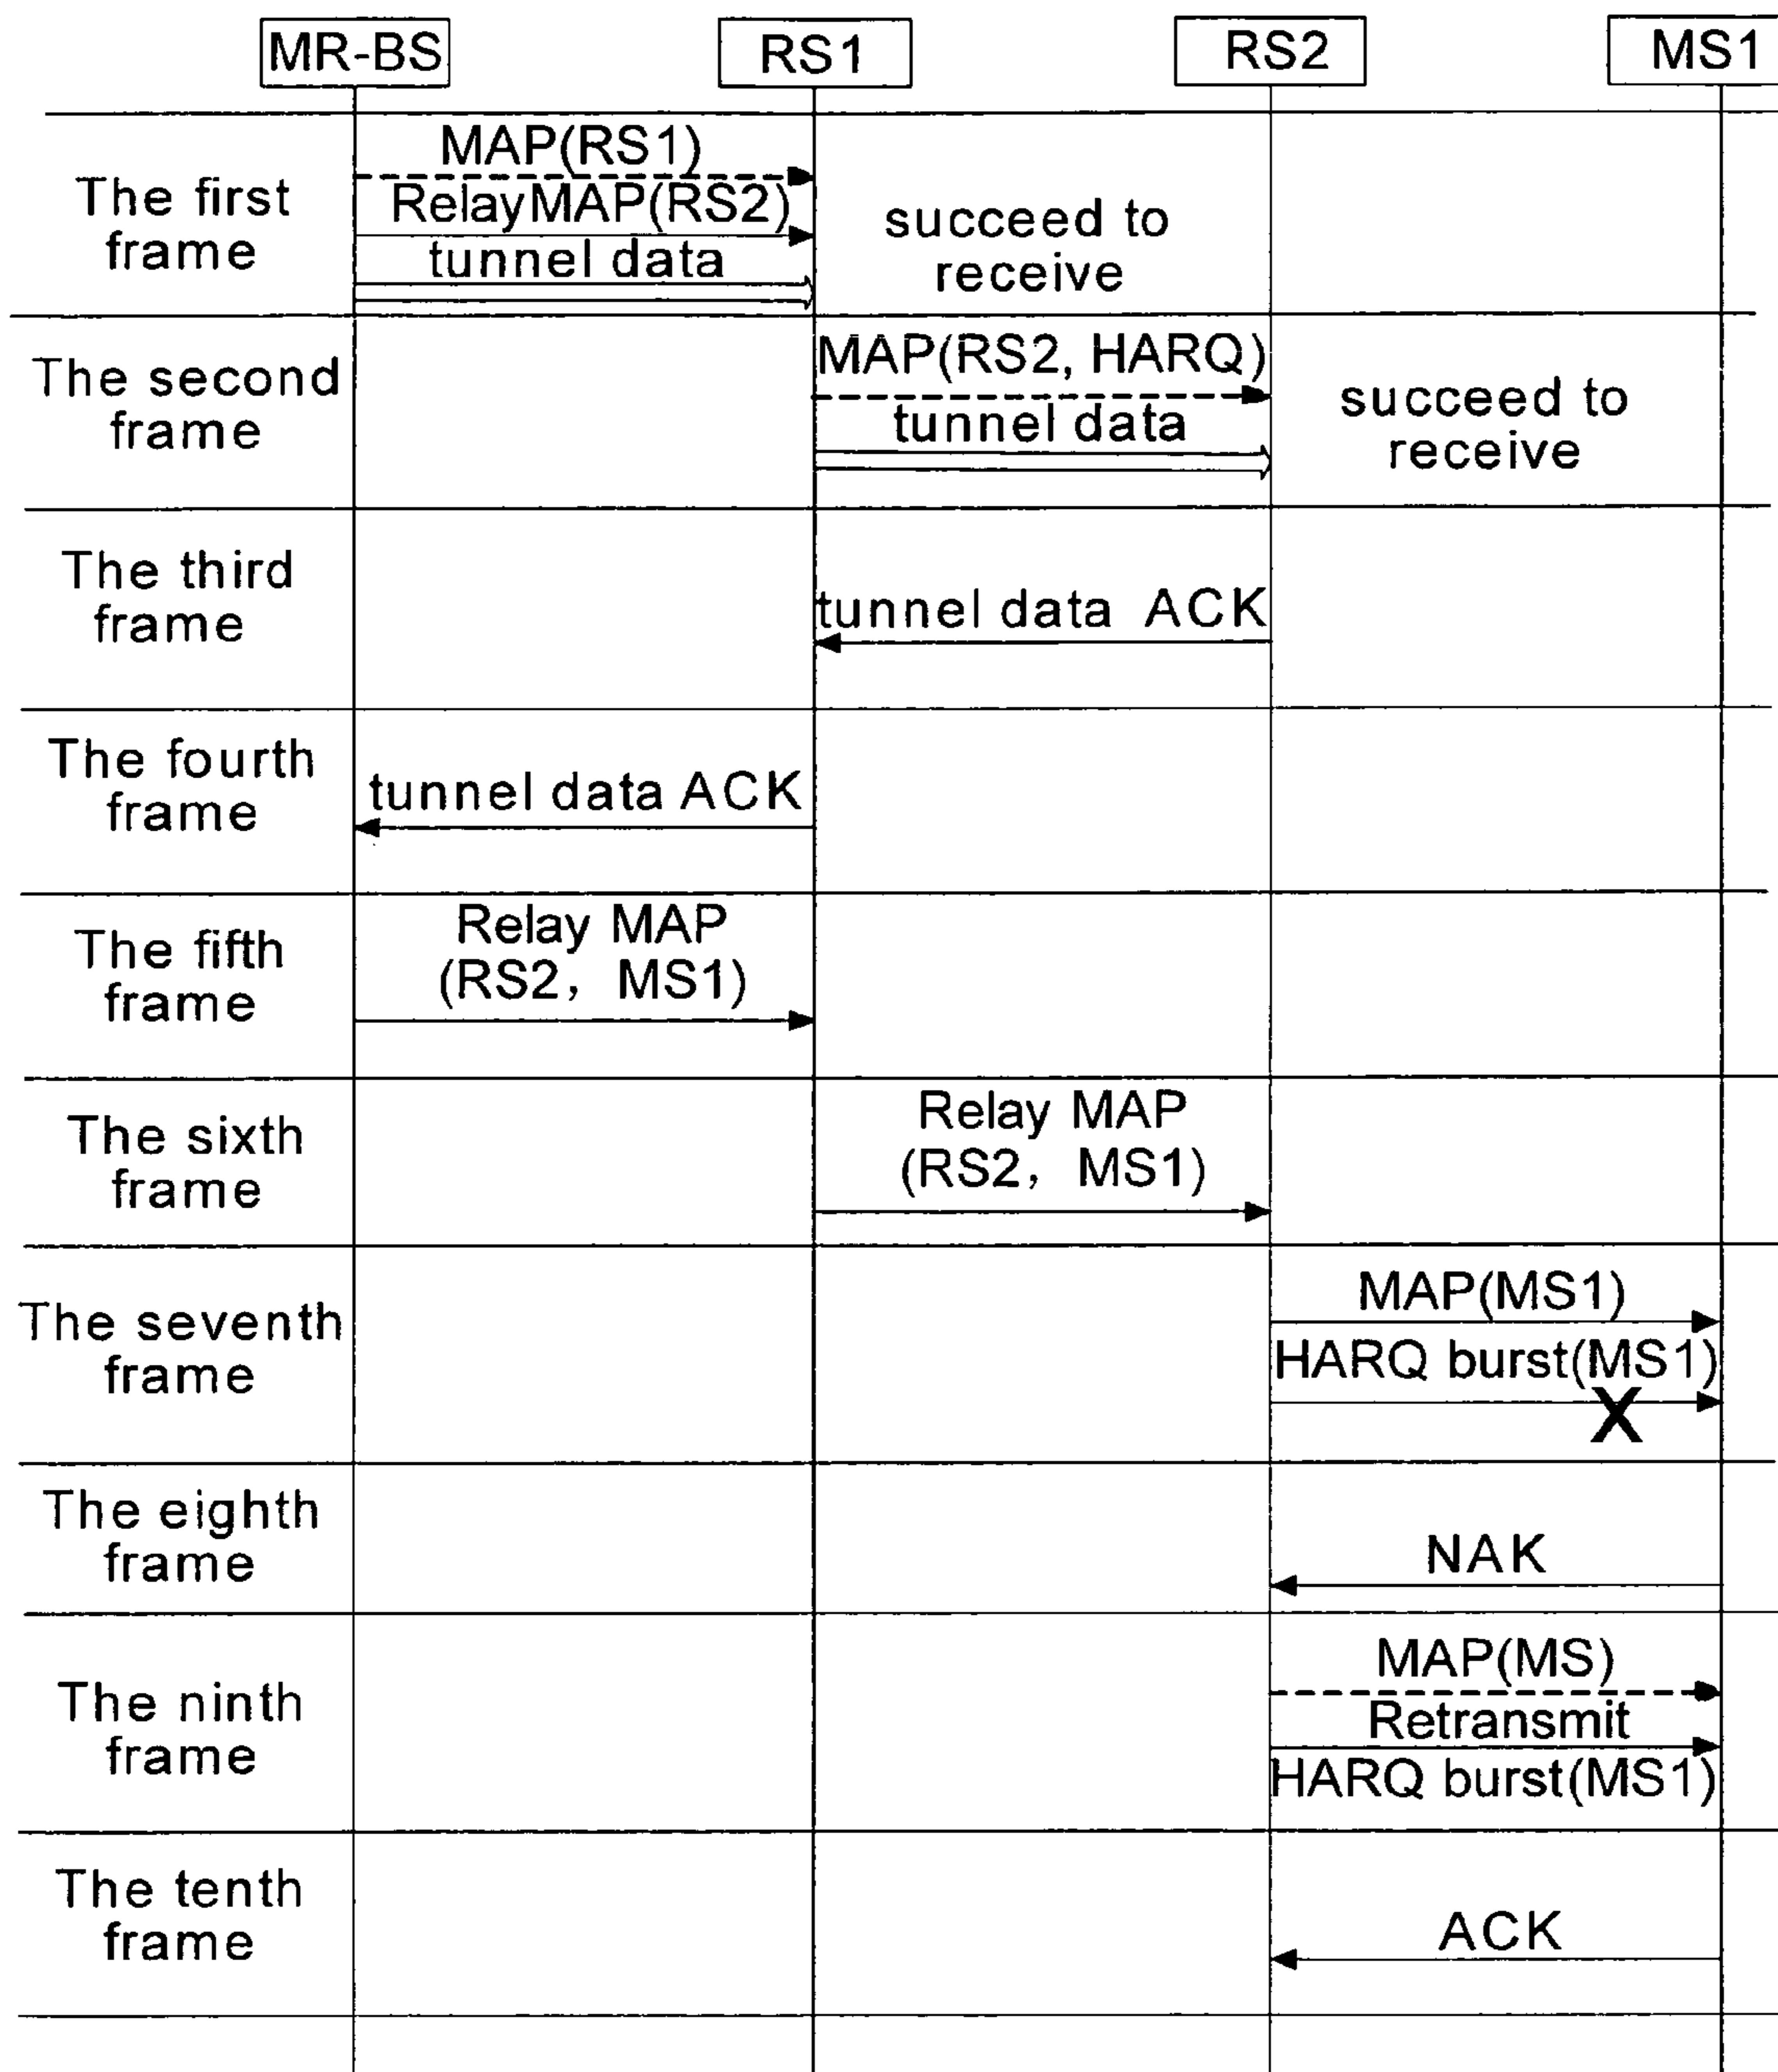 MR-BS RS1 RS2 MS1
The first
frame
MAP(RS1)
RelayMAP(RS2)
tunnel data
succeed to
receive
The second
frame
MAP(RS2, HARQ)
tunnel data
succeed to
receive
The third
frame
tunnel data ACK
The fourth
frame
tunnel data ACK
The fifth
frame
Relay MAP
(RS2, MS1)
The sixth
frame
Relay MAP
(RS2, MS1)
The seventh
frame
MAP(MS1)
HARQ burst(MS1)
X
The eighth
frame
NAK
The ninth
frame
MAP(MS)
Retransmit
HARQ burst(MS1)
The tenth
frame
ACK